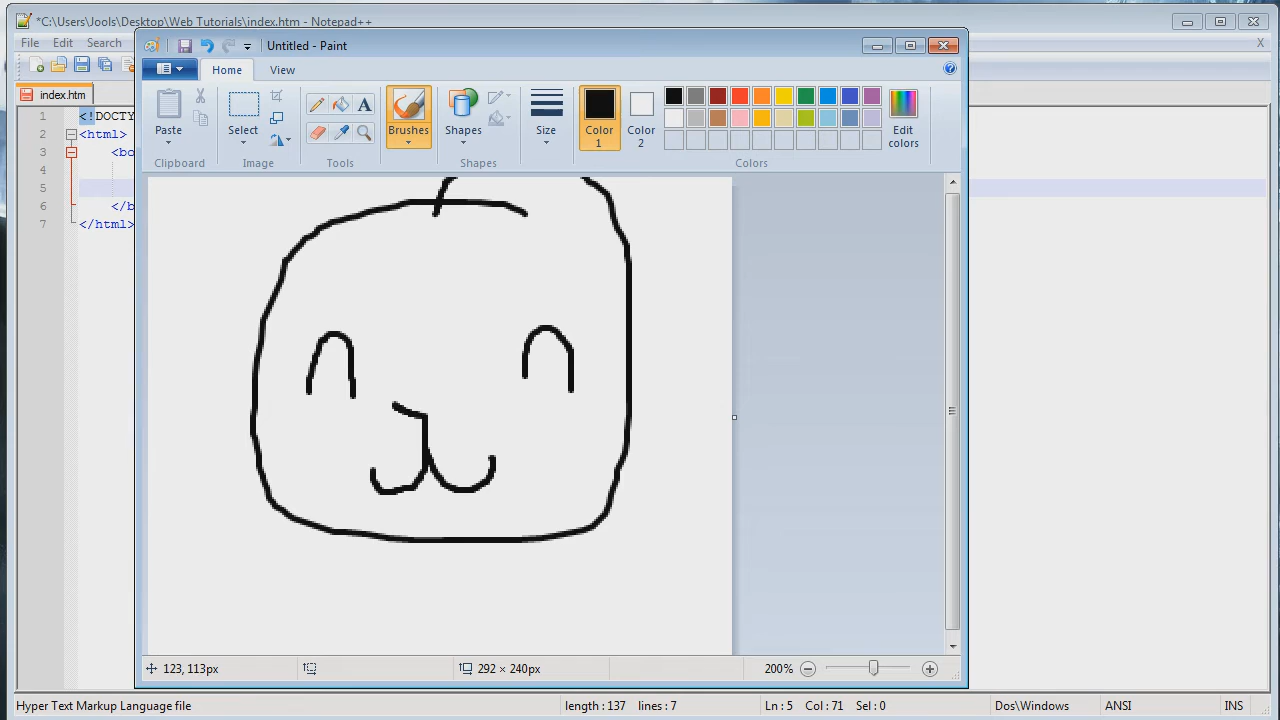 *C:\Users\Jools\Desktop\Web Tutorials\index.htm - Notepad++
File Edit Search
X
Untitled - Paint
Home View
Paste
Select
Brushes
Shapes
Size
Color 1
Color 2
Edit colors
Clipboard
Image
Tools
Shapes
Colors
index.htm
1 <!DOCTY
2 <html>
3 <bo
4
5
6 </b
7 </html>
123, 113px
292 × 240px
200%
Hyper Text Markup Language file
length : 137 lines : 7
Ln : 5 Col : 71 Sel : 0
Dos\Windows
ANSI
INS